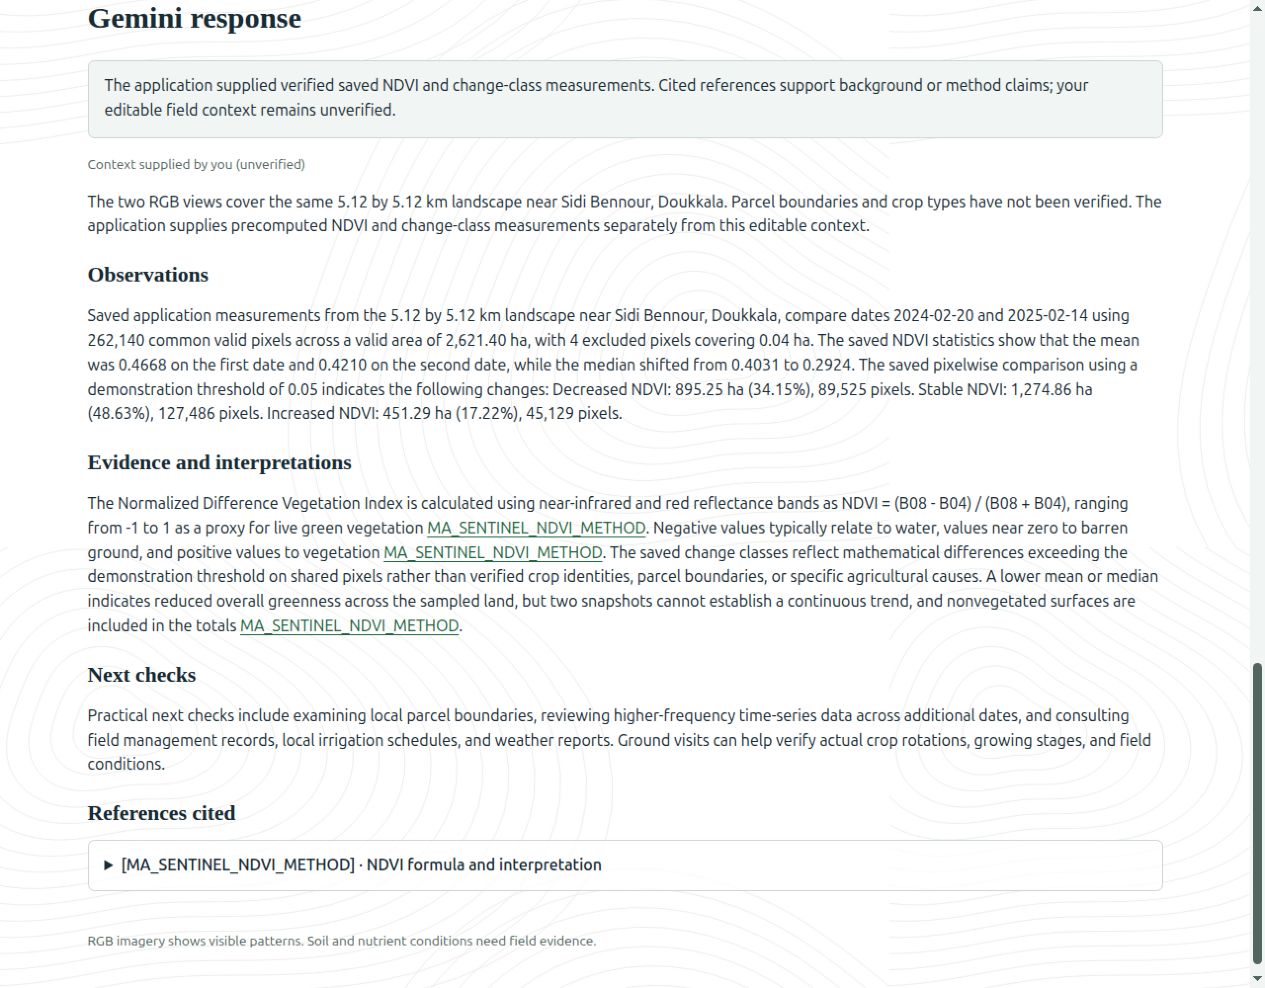 Gemini response
The application supplied verified saved NDVI and change-class measurements. Cited references support background or method claims; your
editable field context remains unverified.
Context supplied by you (unverified)
The two RGB views cover the same 5.12 by 5.12 km landscape near Sidi Bennour, Doukkala. Parcel boundaries and crop types have not been verified. The
application supplies precomputed NDVI and change-class measurements separately from this editable context.
Observations
Saved application measurements from the 5.12 by 5.12 km landscape near Sidi Bennour, Doukkala, compare dates 2024-02-20 and 2025-02-14 using
262,140 common valid pixels across a valid area of 2,621.40 ha, with 4 excluded pixels covering 0.04 ha. The saved NDVI statistics show that the mean
was 0.4668 on the first date and 0.4210 on the second date, while the median shifted from 0.4031 to 0.2924. The saved pixelwise comparison using a
demonstration threshold of 0.05 indicates the following changes: Decreased NDVI: 895.25 ha (34.15%), 89,525 pixels. Stable NDVI: 1,274.86 ha
(48.63%), 127,486 pixels. Increased NDVI: 451.29 ha (17.22%), 45,129 pixels.
Evidence and interpretations
The Normalized Difference Vegetation Index is calculated using near-infrared and red reflectance bands as NDVI = (B08 - B04) / (B08 + B04), ranging
from -1 to 1 as a proxy for live green vegetation MA_SENTINEL_NDVI_METHOD. Negative values typically relate to water, values near zero to barren
ground, and positive values to vegetation MA_SENTINEL_NDVI_METHOD. The saved change classes reflect mathematical differences exceeding the
demonstration threshold on shared pixels rather than verified crop identities, parcel boundaries, or specific agricultural causes. A lower mean or median
indicates reduced overall greenness across the sampled land, but two snapshots cannot establish a continuous trend, and nonvegetated surfaces are
included in the totals MA_SENTINEL_NDVI_METHOD.
Next checks
Practical next checks include examining local parcel boundaries, reviewing higher-frequency time-series data across additional dates, and consulting
field management records, local irrigation schedules, and weather reports. Ground visits can help verify actual crop rotations, growing stages, and field
conditions.
References cited
▶ [MA_SENTINEL_NDVI_METHOD] · NDVI formula and interpretation
RGB imagery shows visible patterns. Soil and nutrient conditions need field evidence.